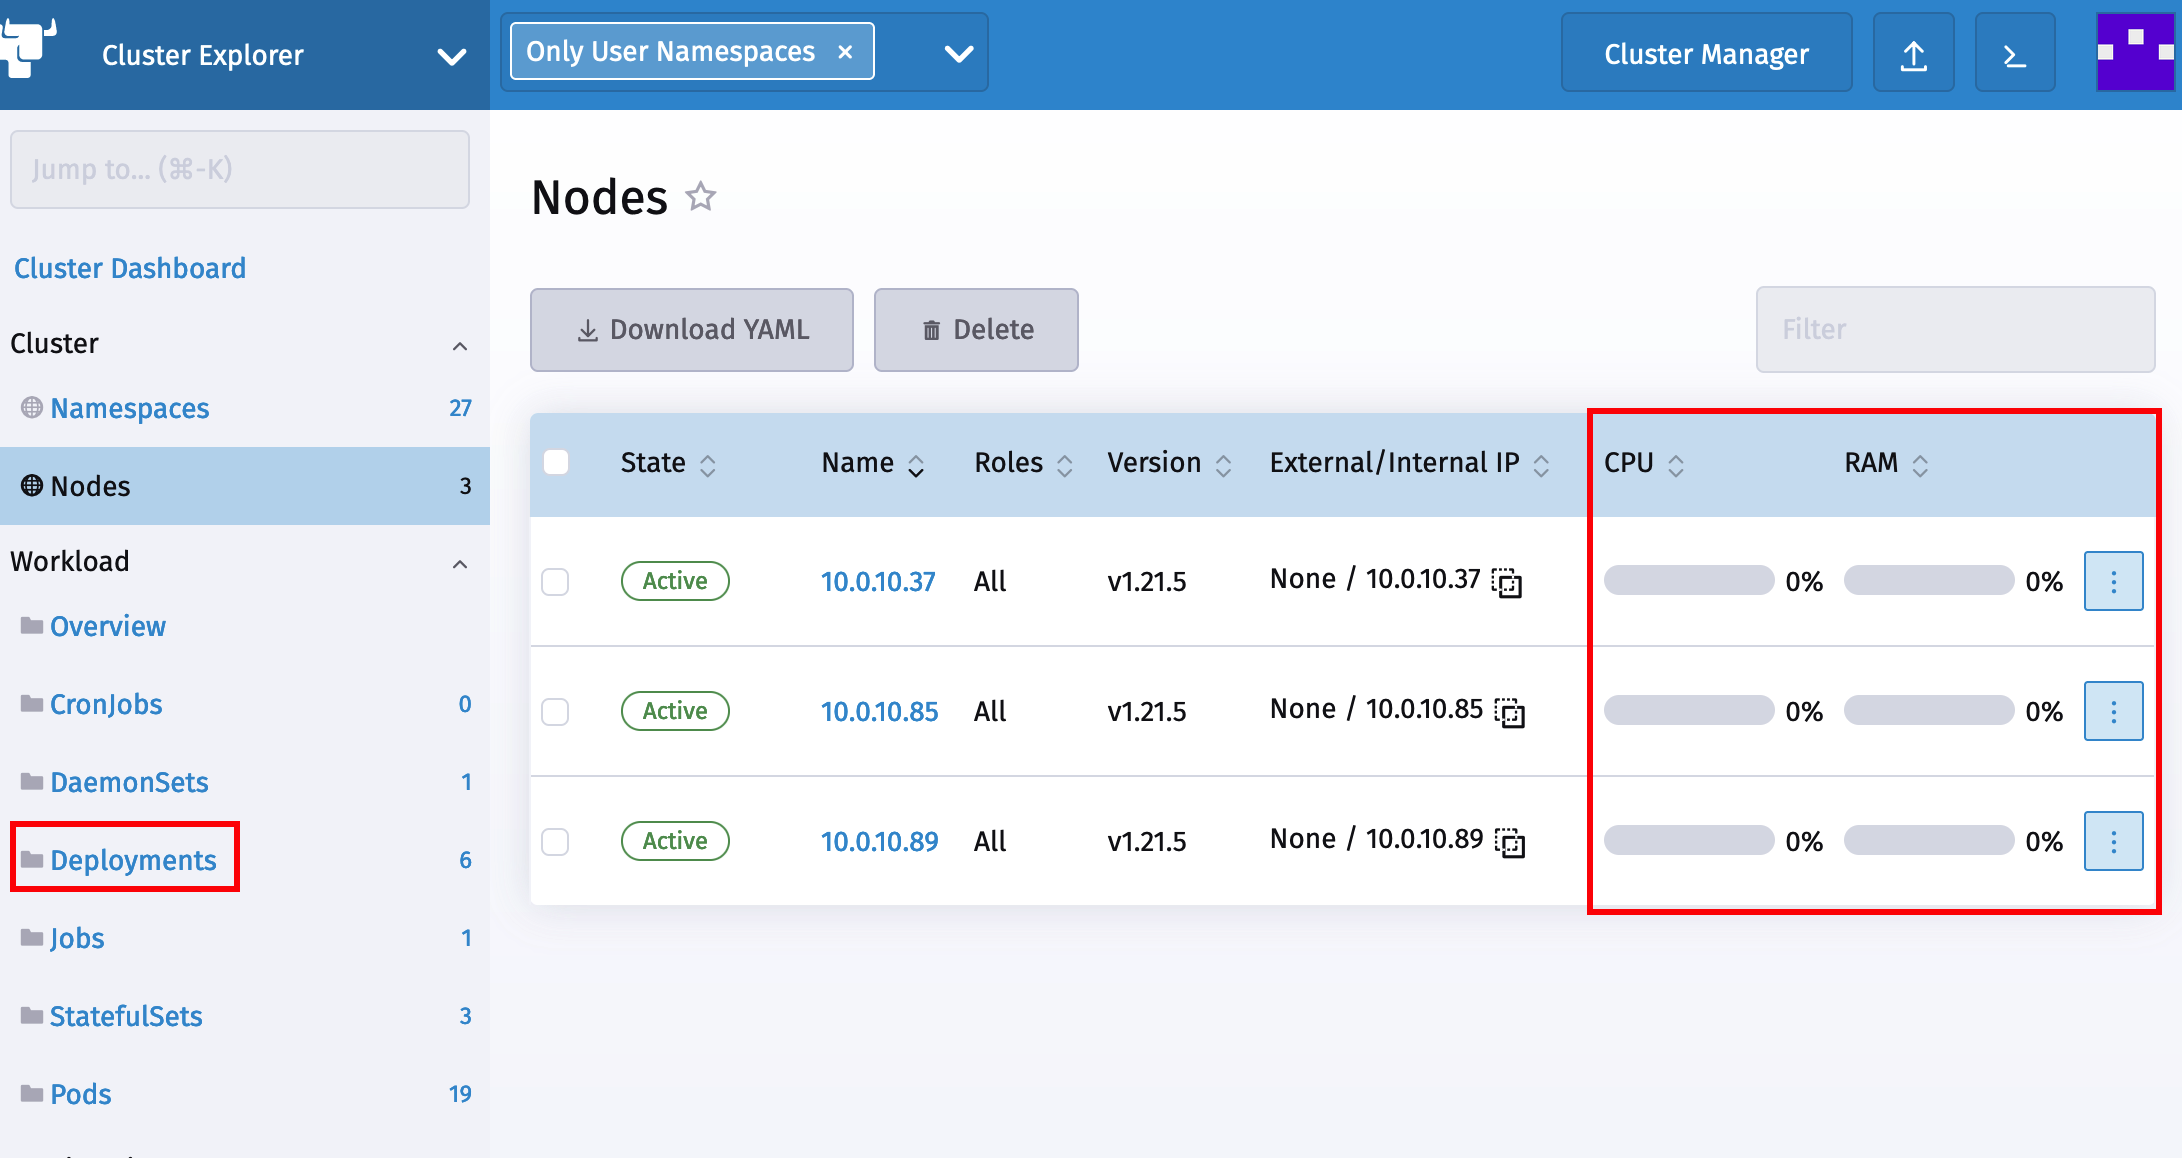 Cluster Explorer
Only User Namespaces ×
Cluster Manager
Jump to... (⌘-K)
Cluster Dashboard
Cluster
Namespaces 27
Nodes 3
Workload
Overview
CronJobs 0
DaemonSets 1
Deployments 6
Jobs 1
StatefulSets 3
Pods 19
Nodes
Download YAML
Delete
Filter
State Name Roles Version External/Internal IP CPU RAM
Active 10.0.10.37 All v1.21.5 None / 10.0.10.37 0% 0%
Active 10.0.10.85 All v1.21.5 None / 10.0.10.85 0% 0%
Active 10.0.10.89 All v1.21.5 None / 10.0.10.89 0% 0%